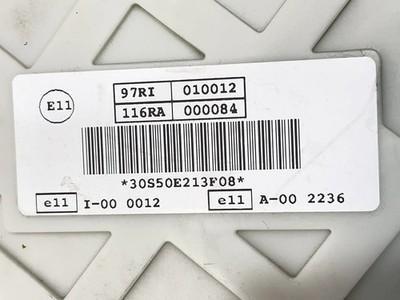 E11 97RI 010012
116RA 000084
*30S50E213F08*
e11 I-00 0012 e11 A-00 2236